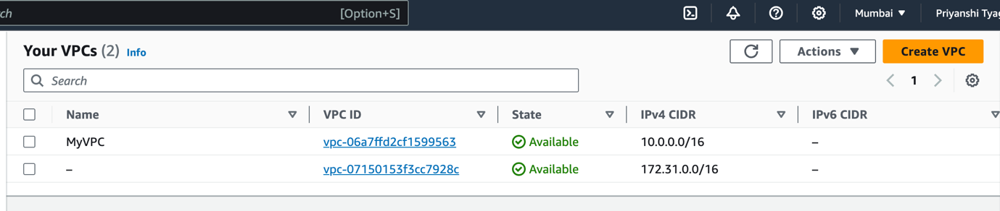 rch [Option+S] Mumbai ▼ Priyanshi Tyag
Your VPCs (2) Info Actions ▼ Create VPC
Search 1
Name VPC ID State IPv4 CIDR IPv6 CIDR
MyVPC vpc-06a7ffd2cf1599563 Available 10.0.0.0/16 –
– vpc-07150153f3cc7928c Available 172.31.0.0/16 –